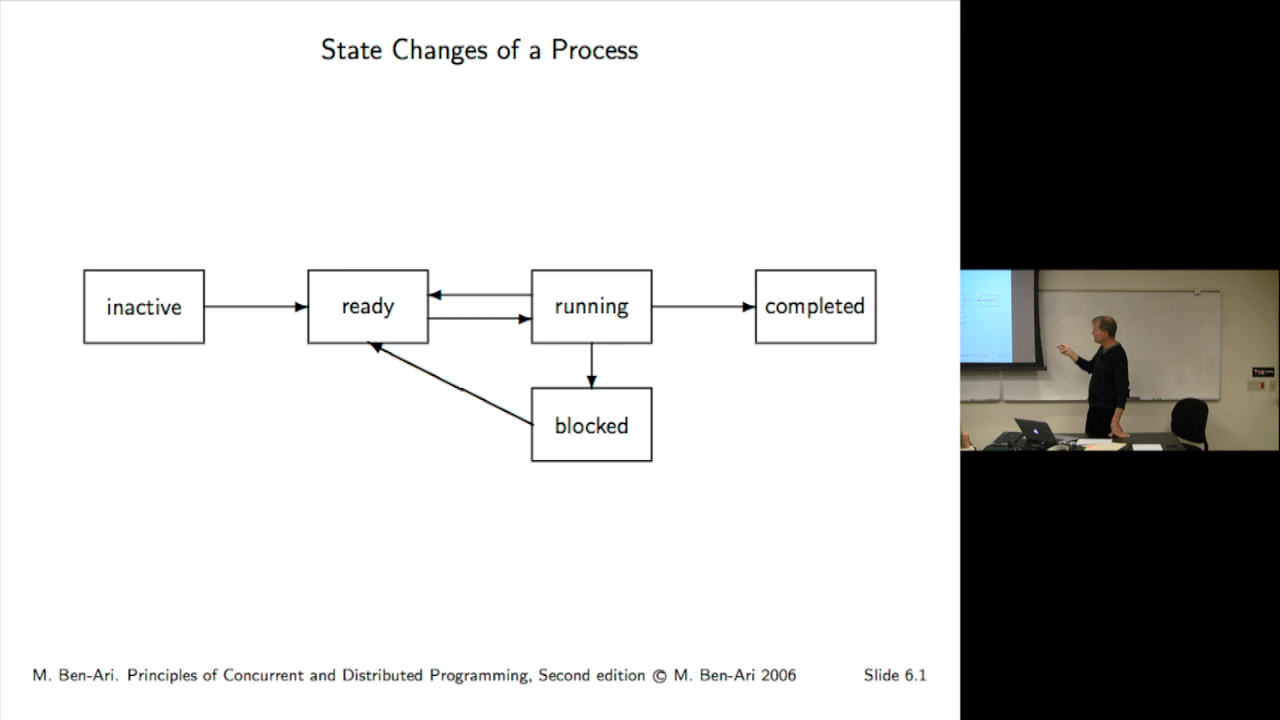 State Changes of a Process
inactive
ready
running
completed
blocked
M. Ben-Ari. Principles of Concurrent and Distributed Programming, Second edition © M. Ben-Ari 2006
Slide 6.1